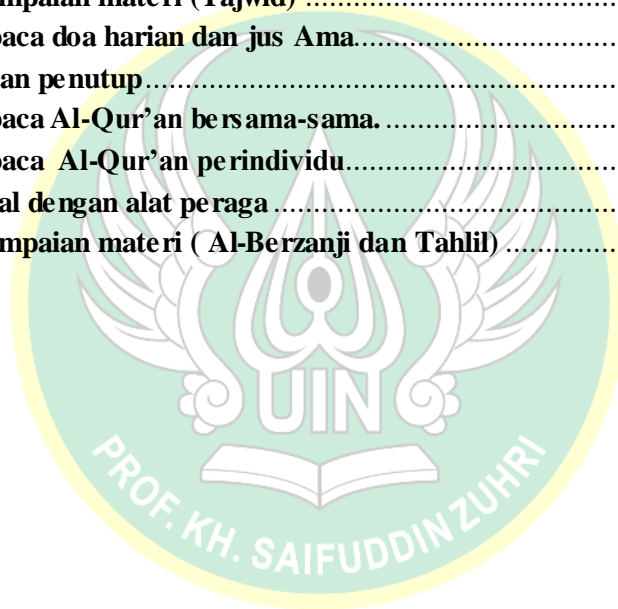 mpaian materi (Tajwid) ................................................
baca doa harian dan jus Ama................................................
an penutup................................................
baca Al-Qur'an bersama-sama. ................................................
baca Al-Qur'an perindividu................................................
al dengan alat peraga ................................................
mpaian materi ( Al-Berzanji dan Tahlil) ................................................
UIN
PROF. KH. SAIFUDDIN ZUHRI